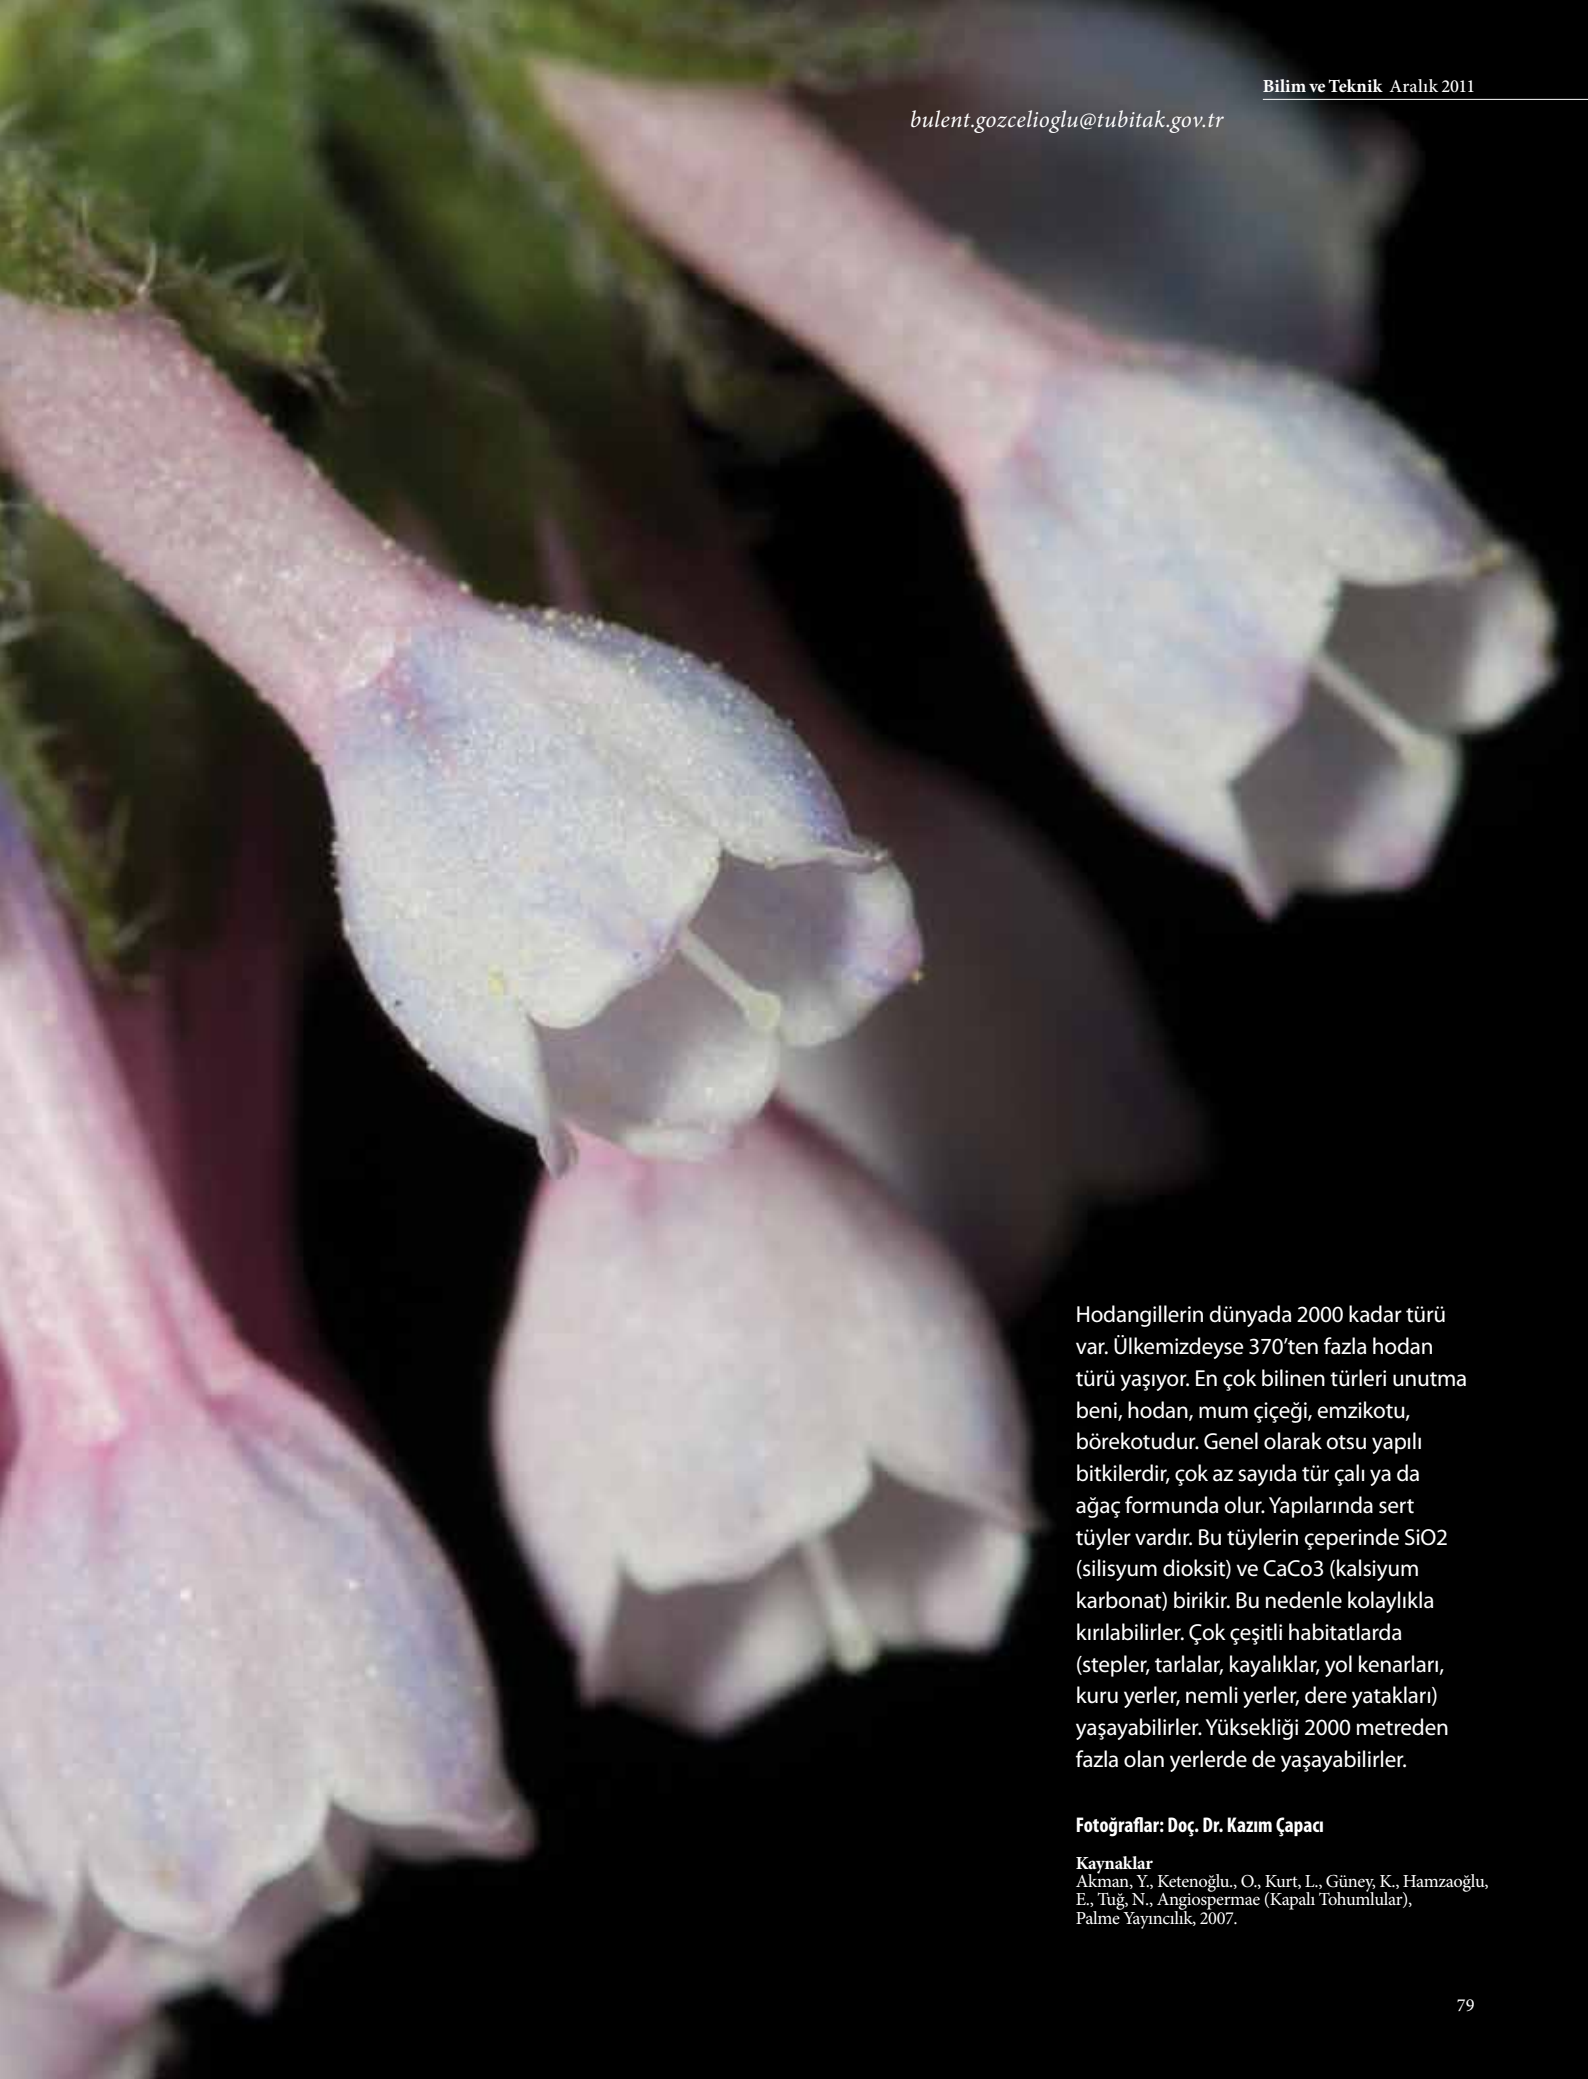 Bilim ve Teknik Aralık 2011
bulent.gozcelioglu@tubitak.gov.tr
Hodangillerin dünyada 2000 kadar türü
var. Ülkemizdeyse 370'ten fazla hodan
türü yaşıyor. En çok bilinen türleri unutma
beni, hodan, mum çiçeği, emzikotu,
börekotudur. Genel olarak otsu yapılı
bitkilerdir, çok az sayıda tür çalı ya da
ağaç formunda olur. Yapılarında sert
tüyler vardır. Bu tüylerin çeperinde SiO2
(silisyum dioksit) ve CaCo3 (kalsiyum
karbonat) birikir. Bu nedenle kolaylıkla
kırılabilirler. Çok çeşitli habitatlarda
(stepler, tarlalar, kayalıklar, yol kenarları,
kuru yerler, nemli yerler, dere yatakları)
yaşayabilirler. Yüksekliği 2000 metreden
fazla olan yerlerde de yaşayabilirler.
Fotoğraflar: Doç. Dr. Kazım Çapacı
Kaynaklar
Akman, Y., Ketenoğlu., O., Kurt, L., Güney, K., Hamzaoğlu,
E., Tuğ, N., Angiospermae (Kapalı Tohumlular),
Palme Yayıncılık, 2007.
79